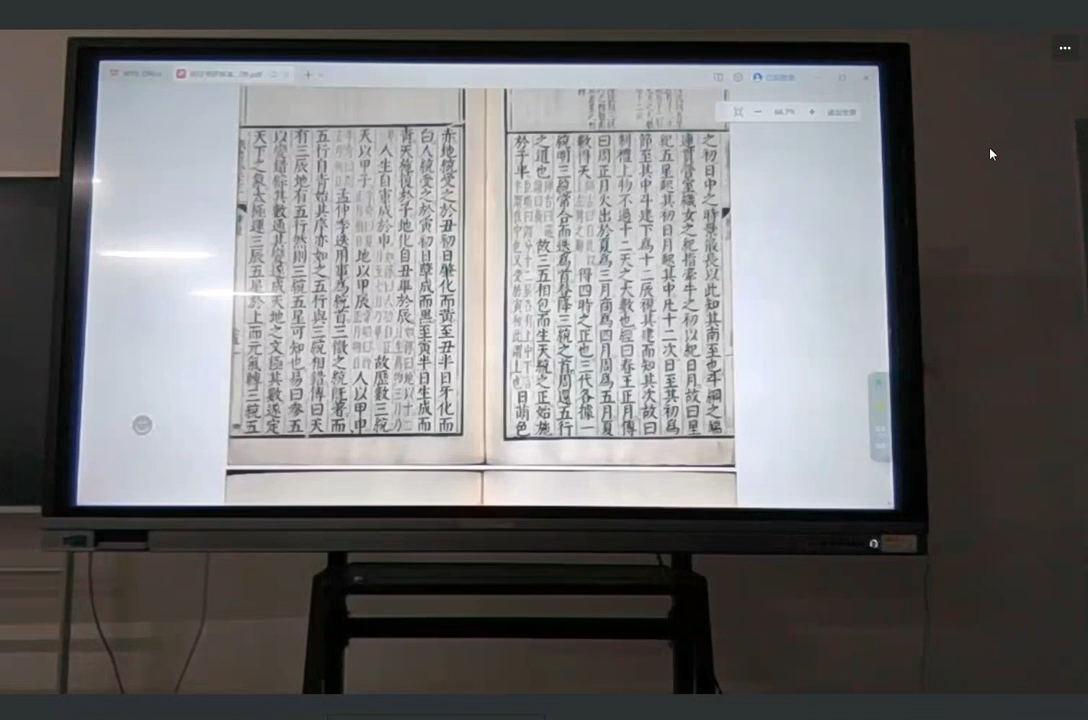 66.7%
之初日中之時景最長以此知其南至也斗綱之端
連貫營室織女之紀指牽牛之初以紀日月故曰星
紀五星起其初日月起其中凡十二次日至其初爲
節至其中斗建下爲十二辰視其建而知其次故曰
制禮上物不過十二天之大數也經曰春王正月傳
曰周正月火出於夏爲三月商爲四月周爲五月夏
數得天 得四時之正也三代各據一
統明三統常合而迭爲首登降三統之首周還五行
之道也 故三五相包而生天統之正始施
於子半 日萌色
赤地統受之於丑初日肇化而黃至丑半日牙化而
白人統受之於寅初日孽成而黑至寅半日生成而
青天施復於子地化自丑畢於辰
人生自寅成於申 故歷數三統
天以甲子 地以甲辰 人以甲申
孟仲季迭用事爲統首三微之統既著而
五行自青始其序亦如之五行與三統相錯傳曰天
有三辰地有五行然則三統五星可知也易曰參五
以變錯綜其數通其變遂成天地之文極其數遂定
天下之象太極運三辰五星於上而元氣轉三統五